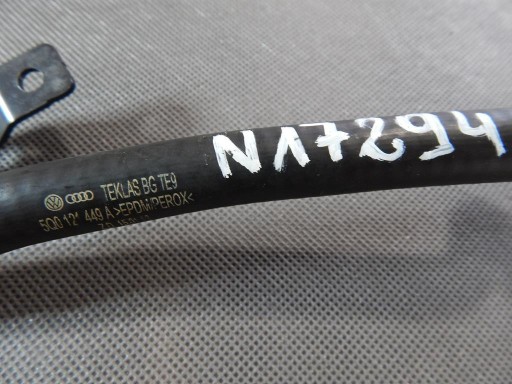 TEKLAS BG TE9
5Q0 121 449 A >EPDM/PEROX<
N17294